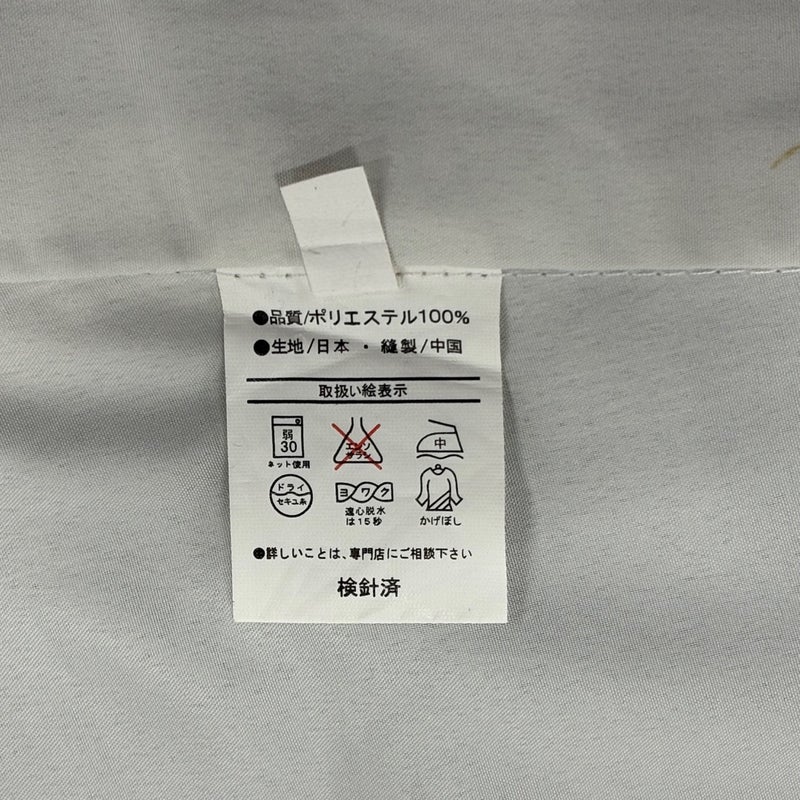 ●品質/ポリエステル100%
●生地/日本・縫製/中国
取扱い絵表示
弱
30
ネット使用
エンソ
サラシ
中
ドライ
セキユ系
ヨワク
遠心脱水
は15秒
かげぼし
●詳しいことは、専門店にご相談下さい
検針済